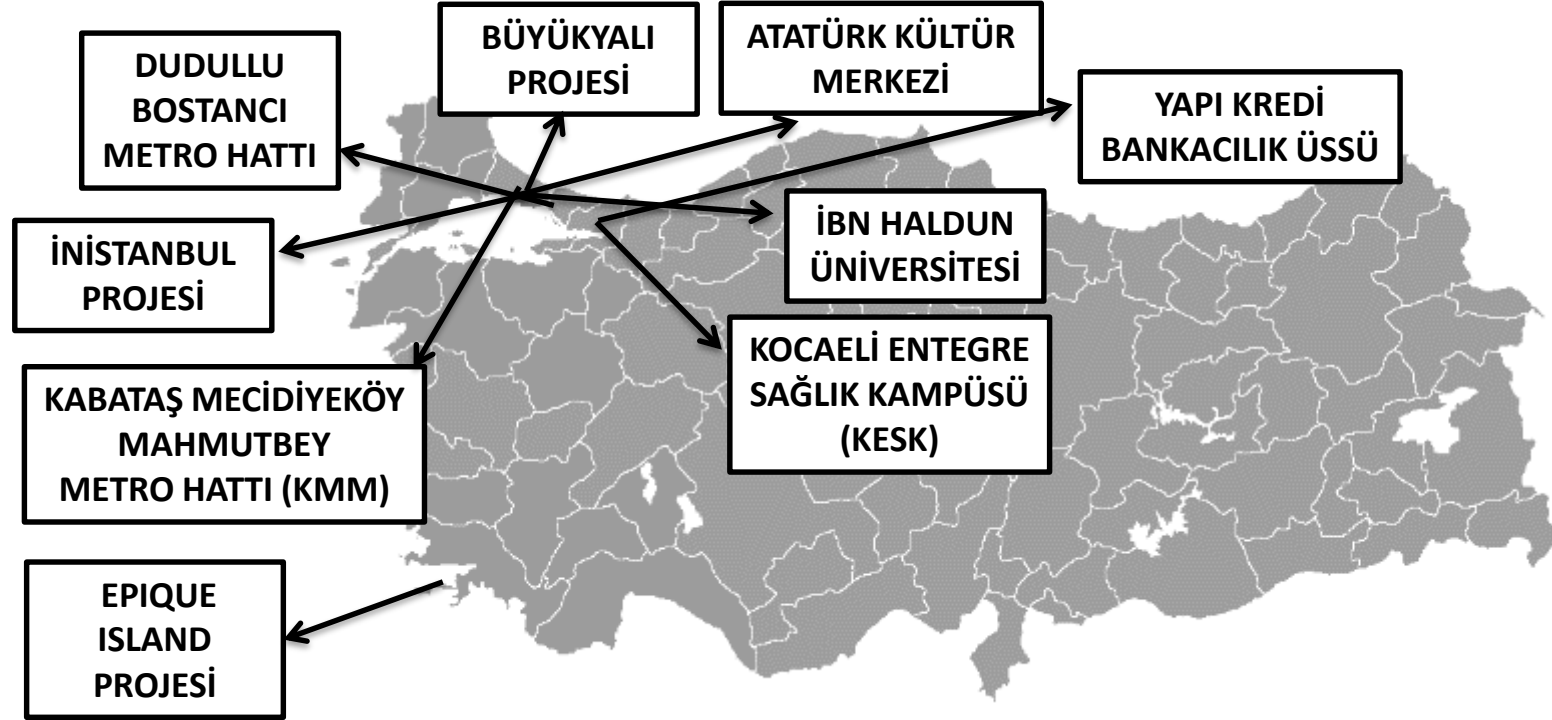 DUDULLU
BOSTANCI
METRO HATTI
BÜYÜKYALI
PROJESİ
ATATÜRK KÜLTÜR
MERKEZİ
YAPI KREDİ
BANKACILIK ÜSSÜ
İNİSTANBUL
PROJESİ
İBN HALDUN
ÜNİVERSİTESİ
KOCAELİ ENTEGRE
SAĞLIK KAMPÜSÜ
(KESK)
KABATAŞ MECİDİYEKÖY
MAHMUTBEY
METRO HATTI (KMM)
EPIQUE
ISLAND
PROJESİ